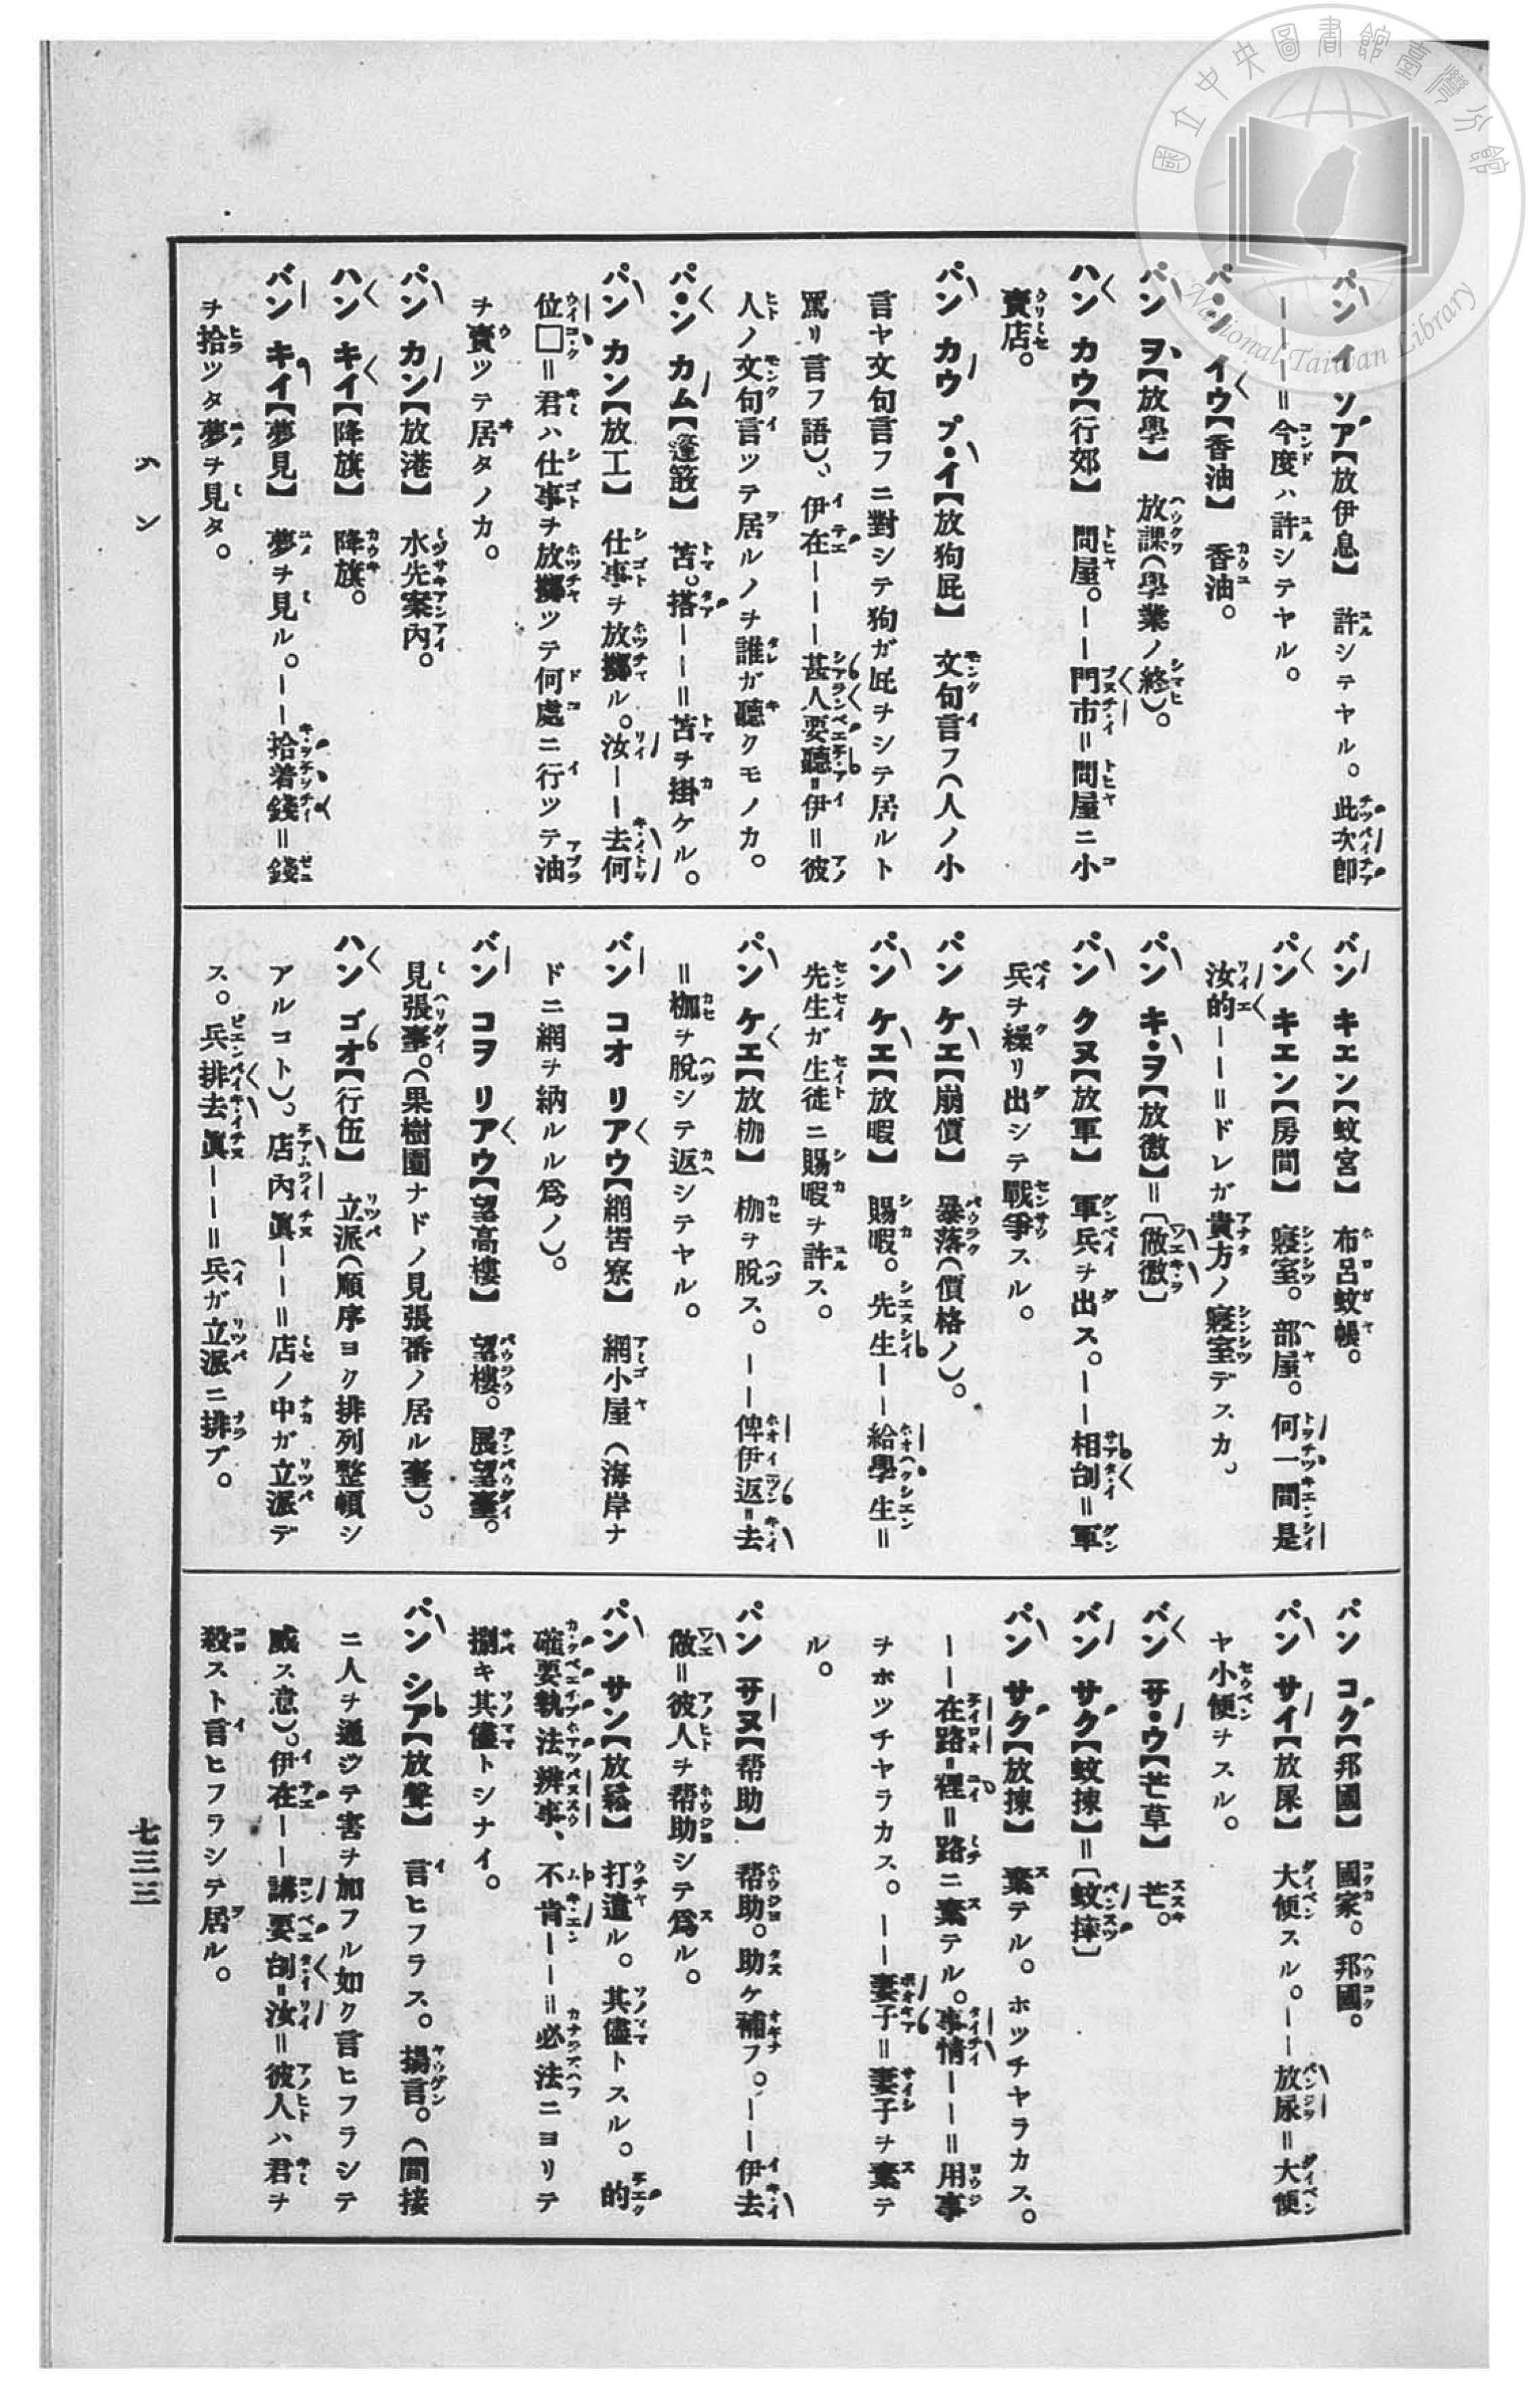 國立中央圖書館臺灣分館
National Taiwan Library
パン イ ソア【放伊息】 許シテヤル。此次卽
———=今度ハ許シテヤル。
パ・ン イウ【香油】 香油。
パン ヲ【放學】 放課(學業ノ終)。
ハン カウ【行郊】 問屋。——門市=問屋ニ小
賣店。
パン カウ プ・イ【放狗屁】 文句言フ(人ノ小
言ヤ文句言フニ對シテ狗ガ屁ヲシテ居ルト
罵リ言フ語)、伊在———甚人要聽=伊=彼
人ノ文句言ツテ居ルノヲ誰ガ聽クモノカ。
パ・ン カム【篷笯】 苫。搭——=苫ヲ掛ケル。
パン カン【放工】 仕事ヲ放擲ル。汝——去何
位□=君ハ仕事ヲ放擲ツテ何處ニ行ツテ油
ヲ賣ツテ居タノカ。
パン カン【放港】 水先案內。
ハン キイ【降旗】 降旗。
バン キイ【夢見】 夢ヲ見ル。——拾着錢=錢
ヲ拾ツタ夢ヲ見タ。
バン キエン【蚊宮】 布呂蚊帳。
パン キエン【房間】 寢室。部屋。何一間是
汝的——=ドレガ貴方ノ寢室デスカ。
パン キ・ヲ【放徼】=〔做徼〕
パン クヌ【放軍】 軍兵ヲ出ス。——相刣=軍
兵ヲ繰リ出シテ戰爭スル。
パン ケエ【崩價】 暴落(價格ノ)。
パン ケエ【放暇】 賜暇。先生——給學生=
先生ガ生徒ニ賜暇ヲ許ス。
パン ケエ【放枷】 枷ヲ脫ス。——俾伊返=去
=枷ヲ脫シテ返シテヤル。
バン コオ リアウ【網罟寮】 網小屋(海岸ナ
ドニ網ヲ納ルル爲ノ)。
バン コヲ リアウ【望高樓】 望樓。展望臺。
見張臺。(果樹園ナドノ見張番ノ居ル臺)。
ハン ゴオ【行伍】 立派(順序ヨク排列整頓シ
アルコト)。店內眞——=店ノ中ガ立派デ
ス。兵排去眞——=兵ガ立派ニ排ブ。
パン コク【邦國】 國家。邦國。
パン サイ【放屎】 大便スル。——放尿=大便
ヤ小便ヲスル。
バン サ・ウ【芒草】 芒。
バン サク【蚊捒】=〔蚊摔〕
パン サク【放捒】 棄テル。ホッチヤラカス。
——在路=裡=路ニ棄テル。事情——=用事
ヲホッチヤラカス。——妻子=妻子ヲ棄テ
ル。
パン サヌ【幇助】 幇助。助ケ補フ。——伊去
做=彼人ヲ幇助シテ爲ル。
パン サン【放鬆】 打遣ル。其儘トスル。的
確要執法辨事、不肯——=必法ニヨリテ
捌キ其儘トシナイ。
パン シア【放聲】 言ヒフラス。揚言。(間接
ニ人ヲ通ジテ害ヲ加フル如ク言ヒフラシテ
威ス意)。伊在——講要刣=汝=彼人ハ君ヲ
殺スト言ヒフラシテ居ル。
ハ ン
七三三